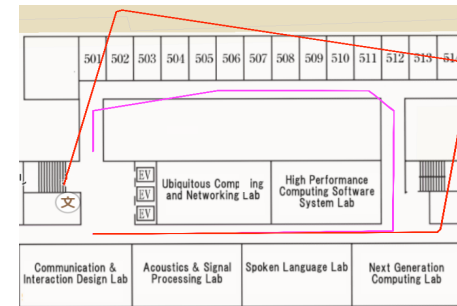 501 502 503 504 505 506 507 508 509 510 511 512 513 514
EV
EV
EV
Ubiquitous Comp ing
and Networking Lab
High Performance
Computing Software
System Lab
文
Communication &
Interaction Design Lab
Acoustics & Signal
Processing Lab
Spoken Language Lab
Next Generation
Computing Lab